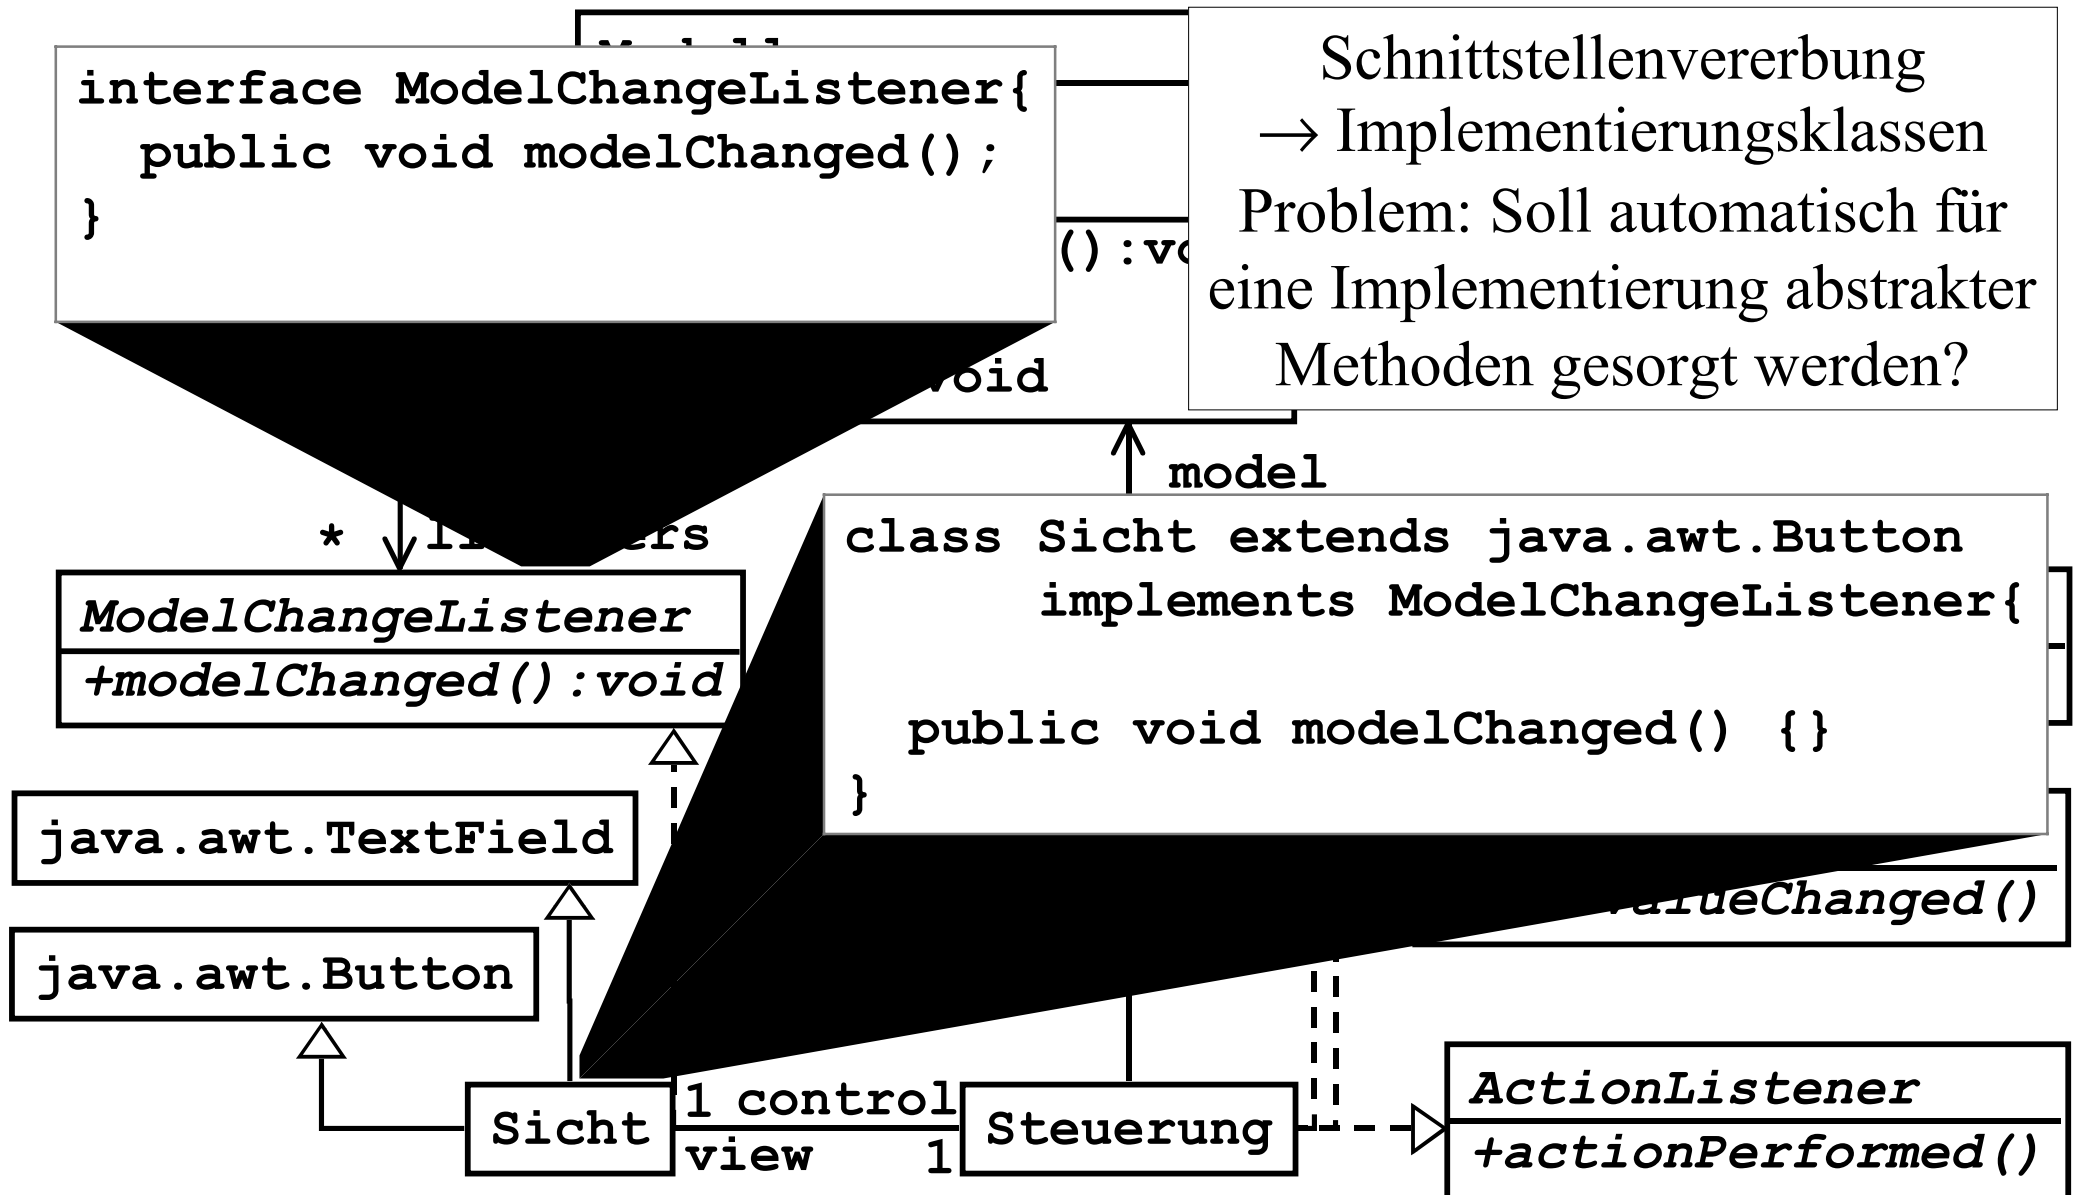 interface ModelChangeListener{
public void modelChanged();
}
Schnittstellenvererbung
→ Implementierungsklassen
Problem: Soll automatisch für
eine Implementierung abstrakter
Methoden gesorgt werden?
model
*
ModelChangeListener
+modelChanged():void
class Sicht extends java.awt.Button
implements ModelChangeListener{
public void modelChanged() {}
}
java.awt.TextField
java.awt.Button
Sicht
1 control
view 1
Steuerung
ActionListener
+actionPerformed()